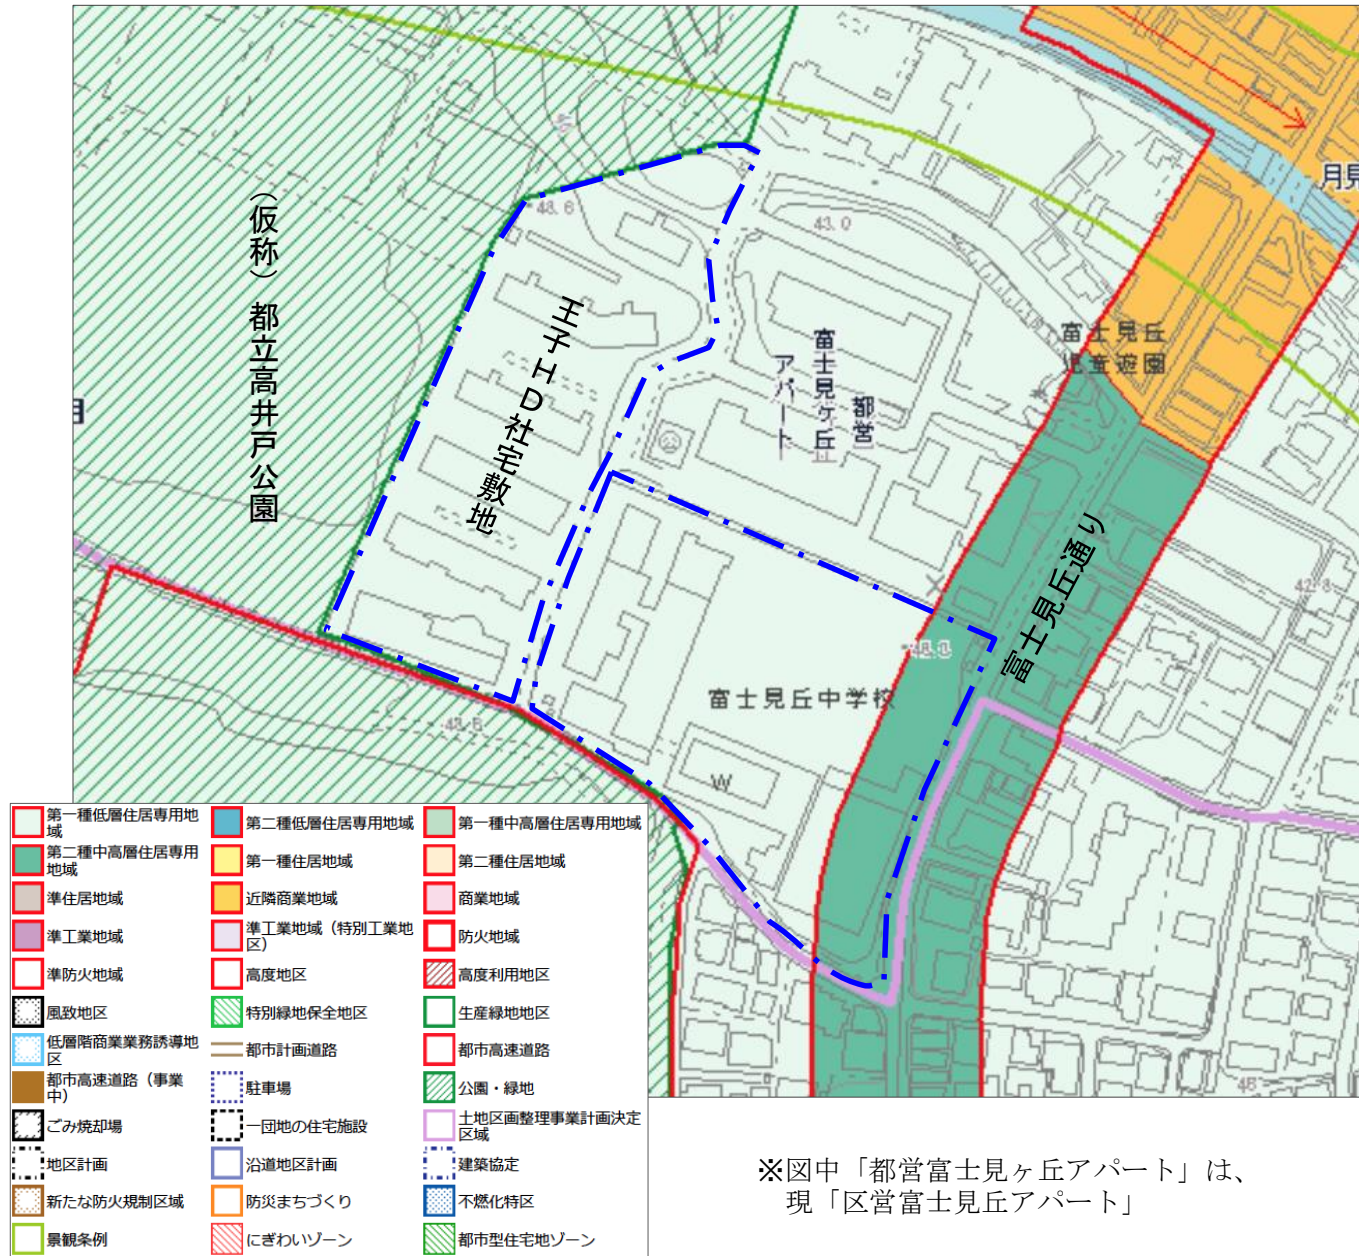 月見
43.6
43.0
(仮称)都立高井戸公園
王子HD社宅敷地
都営
富士見ヶ丘
アパート
富士見丘
児童遊園
富士見丘通り
富士見丘中学校
第一種低層住居専用地域
第二種低層住居専用地域
第一種中高層住居専用地域
第二種中高層住居専用地域
第一種住居地域
第二種住居地域
準住居地域
近隣商業地域
商業地域
準工業地域
準工業地域(特別工業地区)
防火地域
準防火地域
高度地区
高度利用地区
風致地区
特別緑地保全地区
生産緑地地区
低層階商業業務誘導地区
都市計画道路
都市高速道路
都市高速道路(事業中)
駐車場
公園・緑地
ごみ焼却場
一団地の住宅施設
土地区画整理事業計画決定区域
地区計画
沿道地区計画
建築協定
新たな防火規制区域
防災まちづくり
不燃化特区
景観条例
にぎわいゾーン
都市型住宅地ゾーン
※図中「都営富士見ヶ丘アパート」は、
現「区営富士見丘アパート」